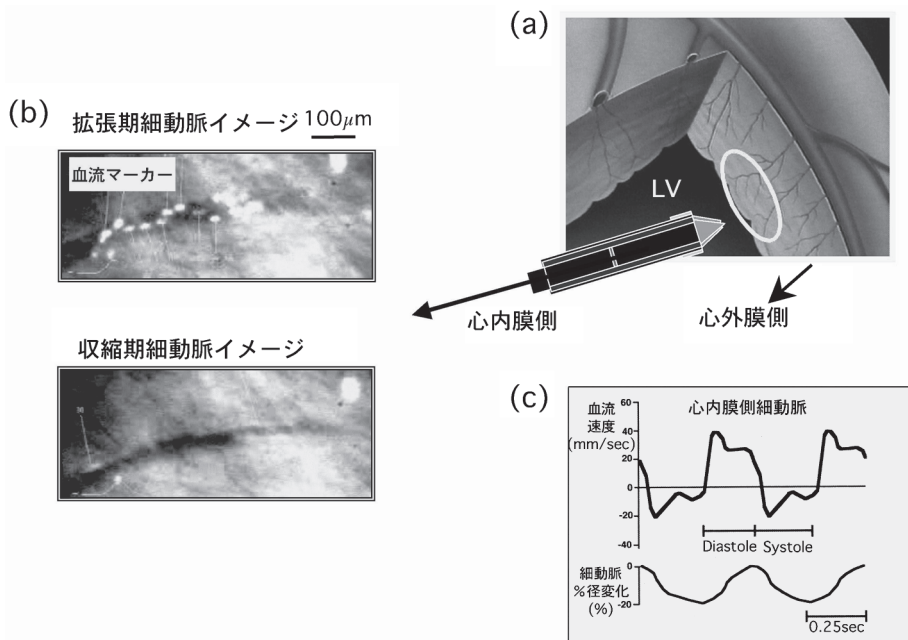 (a)
(b)
拡張期細動脈イメージ 100μm
血流マーカー
LV
心内膜側
心外膜側
収縮期細動脈イメージ
(c)
血流
速度
(mm/sec)
心内膜側細動脈
60
40
20
0
-20
-40
Diastole Systole
細動脈
%径変化
(%)
0
-20
0.25sec